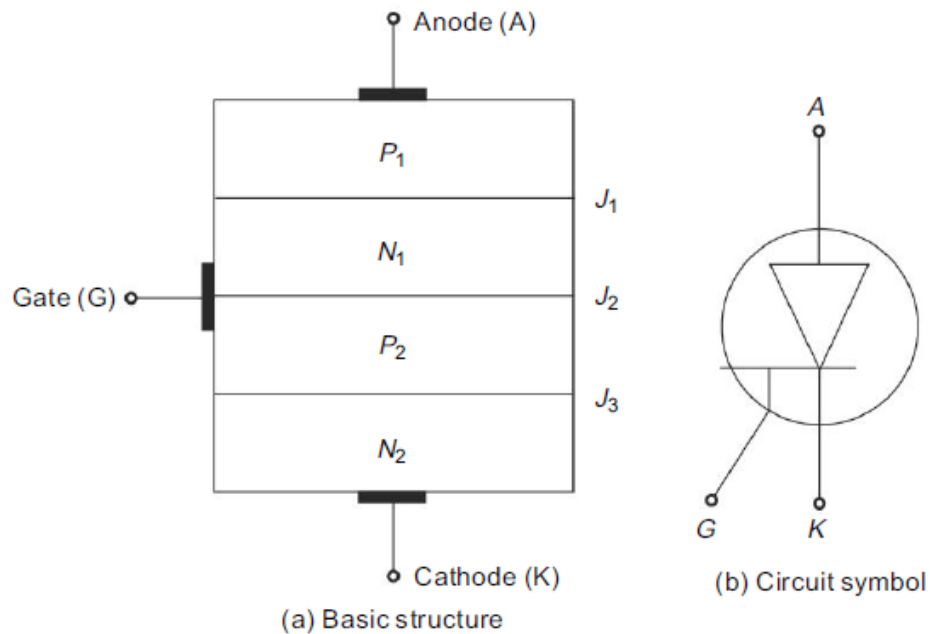 Anode (A)
P1
J1
N1
Gate (G)
J2
P2
J3
N2
Cathode (K)
(a) Basic structure
A
G
K
(b) Circuit symbol